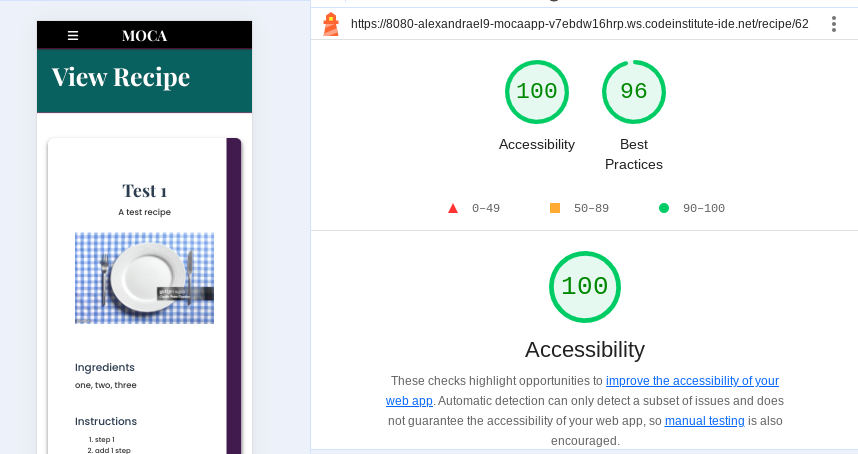 MOCA
View Recipe
Test 1
A test recipe
Ingredients
one, two, three
Instructions
1. step 1
2. add 1 step
https://8080-alexandrael9-mocaapp-v7ebdw16hrp.ws.codeinstitute-ide.net/recipe/62
100
96
Accessibility
Best
Practices
0–49
50–89
90–100
100
Accessibility
These checks highlight opportunities to improve the accessibility of your
web app. Automatic detection can only detect a subset of issues and does
not guarantee the accessibility of your web app, so manual testing is also
encouraged.